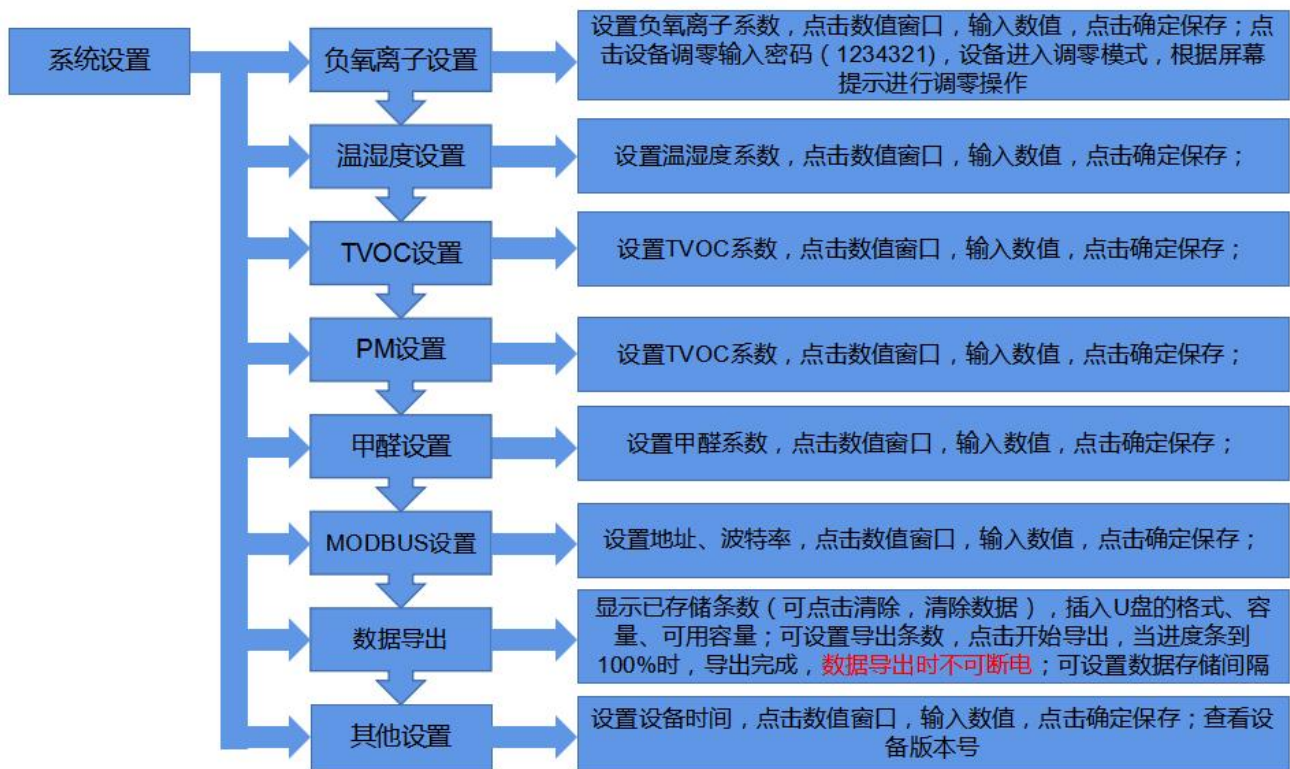 系统设置
负氧离子设置
设置负氧离子系数，点击数值窗口，输入数值，点击确定保存；点
击设备调零输入密码（1234321)，设备进入调零模式，根据屏幕
提示进行调零操作
温湿度设置
设置温湿度系数，点击数值窗口，输入数值，点击确定保存；
TVOC设置
设置TVOC系数，点击数值窗口，输入数值，点击确定保存；
PM设置
设置TVOC系数，点击数值窗口，输入数值，点击确定保存；
甲醛设置
设置甲醛系数，点击数值窗口，输入数值，点击确定保存；
MODBUS设置
设置地址、波特率，点击数值窗口，输入数值，点击确定保存；
数据导出
显示已存储条数（可点击清除，清除数据），插入U盘的格式、容
量、可用容量；可设置导出条数，点击开始导出，当进度条到
100%时，导出完成，数据导出时不可断电；可设置数据存储间隔
其他设置
设置设备时间，点击数值窗口，输入数值，点击确定保存；查看设
备版本号